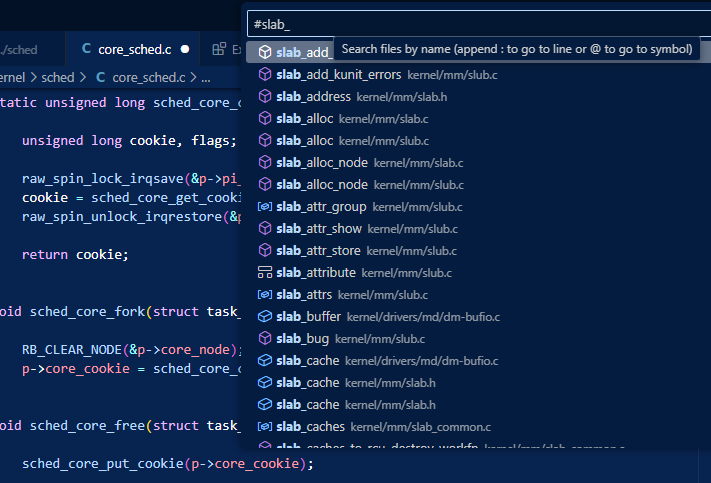 #slab_
slab_add_
Search files by name (append : to go to line or @ to go to symbol)
slab_add_kunit_errors kernel/mm/slub.c
slab_address kernel/mm/slab.h
slab_alloc kernel/mm/slab.c
slab_alloc kernel/mm/slub.c
slab_alloc_node kernel/mm/slab.c
slab_alloc_node kernel/mm/slub.c
slab_attr_group kernel/mm/slub.c
slab_attr_show kernel/mm/slub.c
slab_attr_store kernel/mm/slub.c
slab_attribute kernel/mm/slub.c
slab_attrs kernel/mm/slub.c
slab_buffer kernel/drivers/md/dm-bufio.c
slab_bug kernel/mm/slub.c
slab_cache kernel/drivers/md/dm-bufio.c
slab_cache kernel/mm/slab.h
slab_cache kernel/mm/slab.h
slab_caches kernel/mm/slab_common.c
slab_caches_to_rcu_destroy_workfn kernel/mm/slab_common.c
./sched
C core_sched.c ●
Ex
ernel > sched > C core_sched.c > ...
tatic unsigned long sched_core_c
unsigned long cookie, flags;
raw_spin_lock_irqsave(&p->pi_
cookie = sched_core_get_cooki
raw_spin_unlock_irqrestore(&p
return cookie;
oid sched_core_fork(struct task_
RB_CLEAR_NODE(&p->core_node);
p->core_cookie = sched_core_c
oid sched_core_free(struct task_
sched_core_put_cookie(p->core_cookie);